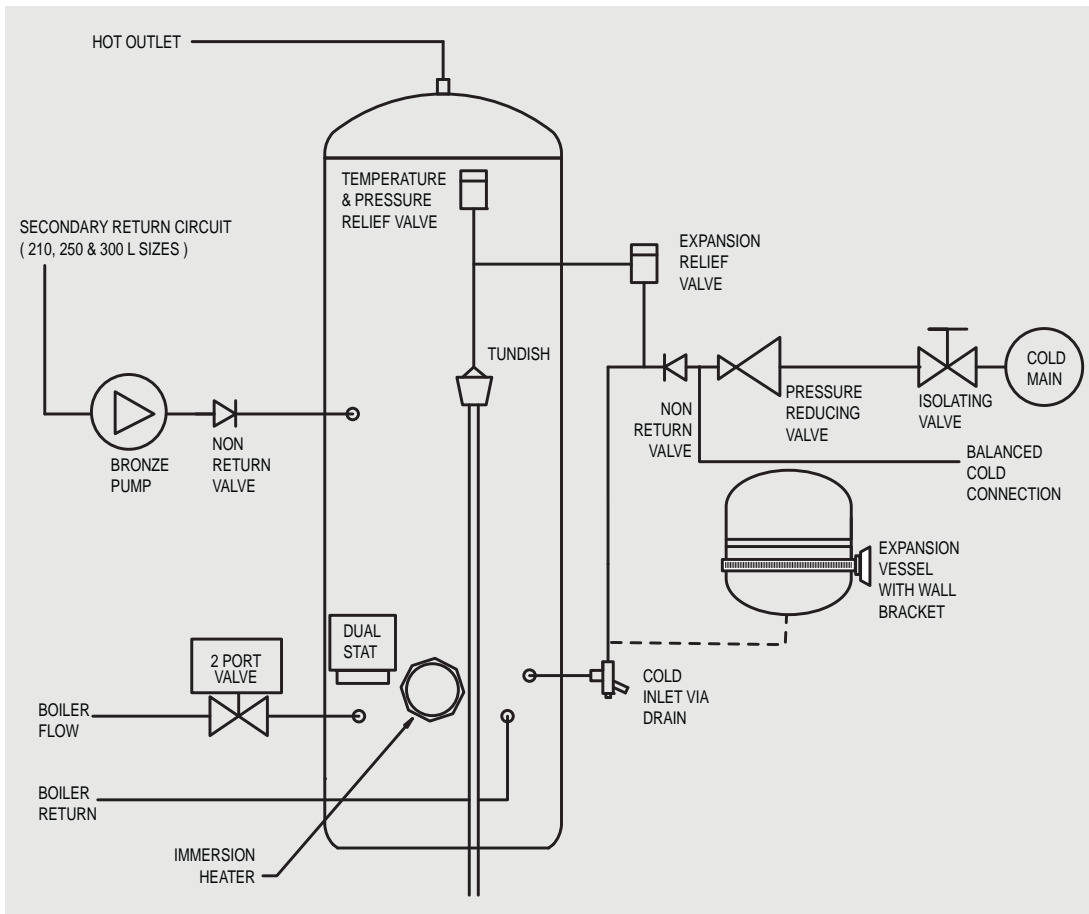 HOT OUTLET
TEMPERATURE
& PRESSURE
RELIEF VALVE
SECONDARY RETURN CIRCUIT
( 210, 250 & 300 L SIZES )
EXPANSION
RELIEF
VALVE
TUNDISH
COLD
MAIN
PRESSURE
REDUCING
VALVE
ISOLATING
VALVE
NON
RETURN
VALVE
BRONZE
PUMP
NON
RETURN
VALVE
BALANCED
COLD
CONNECTION
EXPANSION
VESSEL
WITH WALL
BRACKET
DUAL
STAT
2 PORT
VALVE
COLD
INLET VIA
DRAIN
BOILER
FLOW
BOILER
RETURN
IMMERSION
HEATER